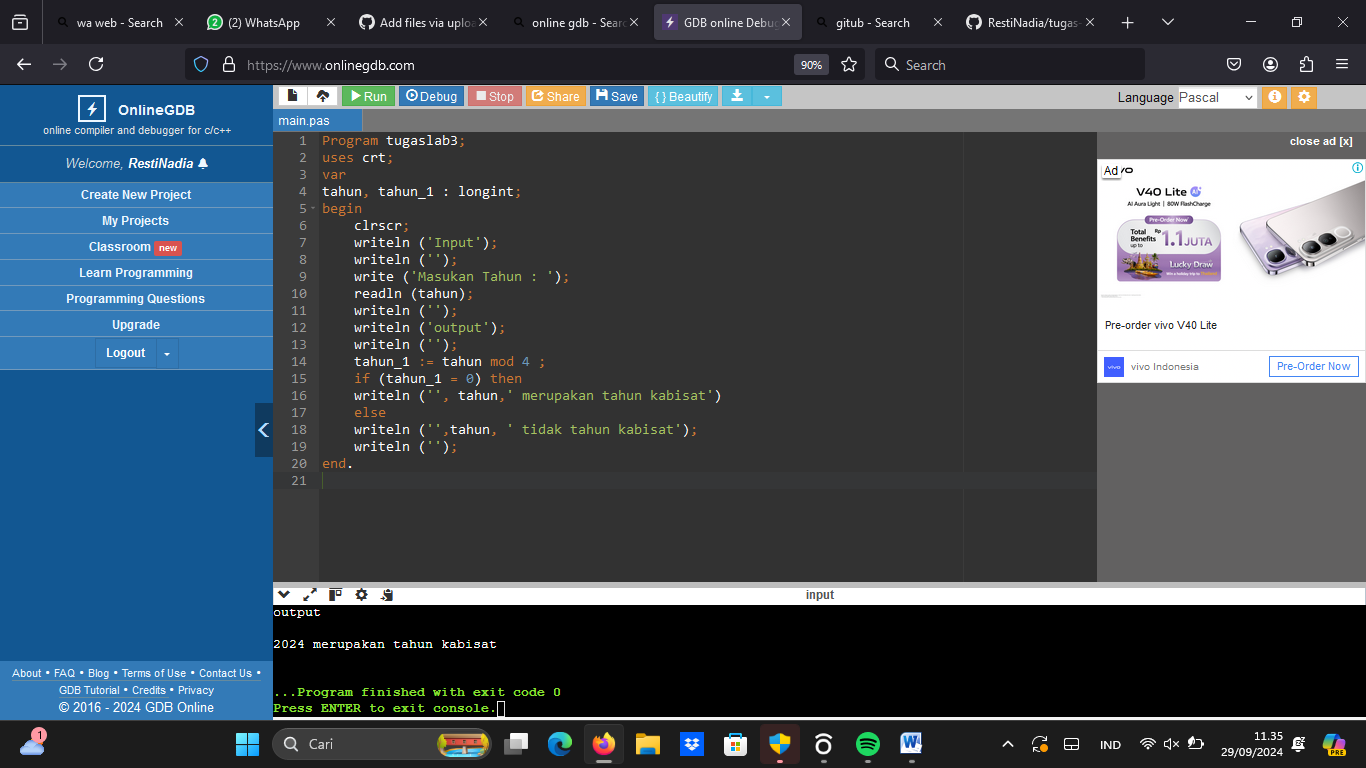 wa web - Search
(2) WhatsApp
Add files via uploa
online gdb - Sear
GDB online Debug
gitub - Search
RestiNadia/tugas-
https://www.onlinegdb.com
90%
Search
OnlineGDB
online compiler and debugger for c/c++
Welcome, RestiNadia
Create New Project
My Projects
Classroom new
Learn Programming
Programming Questions
Upgrade
Logout
About • FAQ • Blog • Terms of Use • Contact Us •
GDB Tutorial • Credits • Privacy
© 2016 - 2024 GDB Online
Run
Debug
Stop
Share
Save
{ } Beautify
Language Pascal
main.pas
1 Program tugaslab3;
2 uses crt;
3 var
4 tahun, tahun_1 : longint;
5 begin
6 clrscr;
7 writeln ('Input');
8 writeln ('');
9 write ('Masukan Tahun : ');
10 readln (tahun);
11 writeln ('');
12 writeln ('output');
13 writeln ('');
14 tahun_1 := tahun mod 4 ;
15 if (tahun_1 = 0) then
16 writeln ('', tahun,' merupakan tahun kabisat')
17 else
18 writeln ('',tahun, ' tidak tahun kabisat');
19 writeln ('');
20 end.
21
close ad [x]
Ad
V40 Lite AI
AI Aura Light | 80W FlashCharge
Pre-Order Now
Total Benefits up to
Rp 1.1 JUTA
Lucky Draw
Pre-order vivo V40 Lite
vivo
vivo Indonesia
Pre-Order Now
input
output
2024 merupakan tahun kabisat
...Program finished with exit code 0
Press ENTER to exit console.
1
Cari
IND
11.35
29/09/2024
PRE